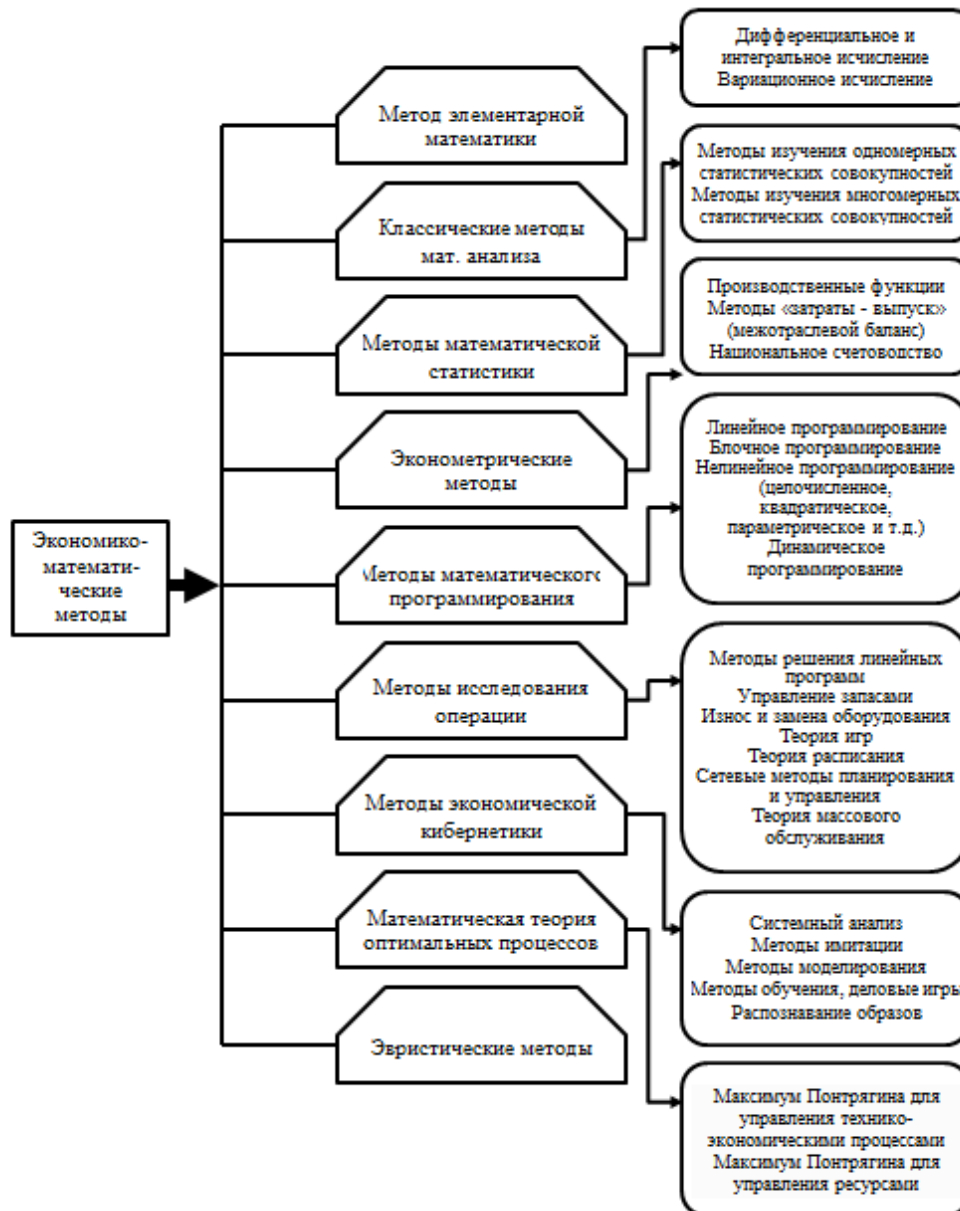 Экономико-
математи-
ческие
методы
Метод элементарной
математики
Классические методы
мат. анализа
Методы математической
статистики
Эконометрические
методы
Методы математического
программирования
Методы исследования
операции
Методы экономической
кибернетики
Математическая теория
оптимальных процессов
Эвристические методы
Дифференциальное и
интегральное исчисление
Вариационное исчисление
Методы изучения одномерных
статистических совокупностей
Методы изучения многомерных
статистических совокупностей
Производственные функции
Методы «затраты - выпуск»
(межотраслевой баланс)
Национальное счетоводство
Линейное программирование
Блочное программирование
Нелинейное программирование
(целочисленное,
квадратическое,
параметрическое и т.д.)
Динамическое
программирование
Методы решения линейных
программ
Управление запасами
Износ и замена оборудования
Теория игр
Теория расписания
Сетевые методы планирования
и управления
Теория массового
обслуживания
Системный анализ
Методы имитации
Методы моделирования
Методы обучения, деловые игры
Распознавание образов
Максимум Понтрягина для
управления технико-
экономическими процессами
Максимум Понтрягина для
управления ресурсами